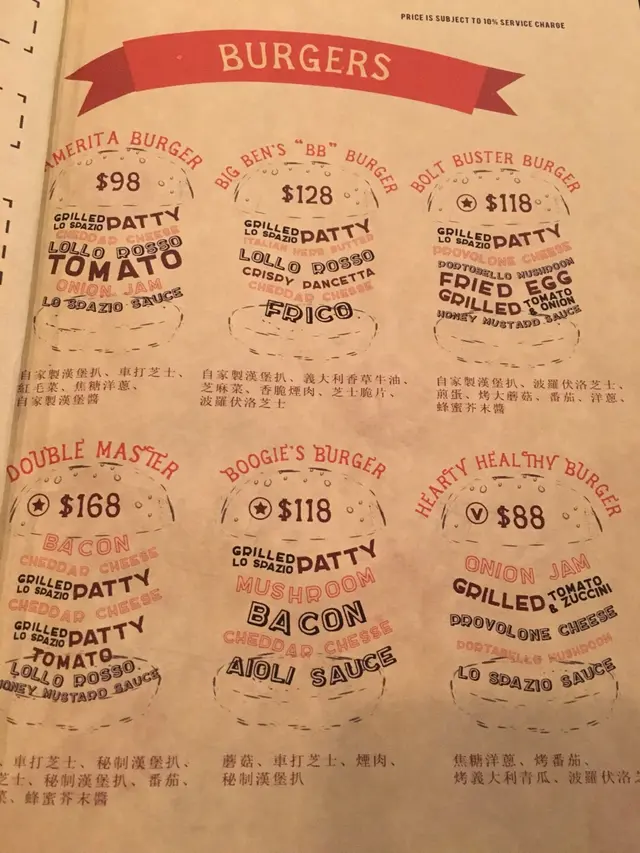 PRICE IS SUBJECT TO 10% SERVICE CHARGE
BURGERS
AMERITA BURGER
$98
GRILLED LO SPAZIO PATTY
CHEDDAR CHEESE
LOLLO ROSSO
TOMATO
ONION JAM
LO SPAZIO SAUCE
自家製漢堡扒、車打芝士、
紅毛菜、焦糖洋蔥、
自家製漢堡醬
BIG BEN'S "BB" BURGER
$128
GRILLED LO SPAZIO PATTY
ITALIAN HERB BUTTER
LOLLO ROSSO
CRISPY PANCETTA
CHEDDAR CHEESE
FRICO
自家製漢堡扒、義大利香草牛油、
芝麻菜、香脆煙肉、芝士脆片、
波羅伏洛芝士
BOLT BUSTER BURGER
$118
GRILLED LO SPAZIO PATTY
PROVOLONE CHEESE
PORTOBELLO MUSHROOM
FRIED EGG
GRILLED TOMATO & ONION
HONEY MUSTARD SAUCE
自家製漢堡扒、波羅伏洛芝士、
煎蛋、烤大蘑菇、番茄、洋蔥、
蜂蜜芥末醬
DOUBLE MASTER
$168
BACON
CHEDDAR CHEESE
GRILLED LO SPAZIO PATTY
CHEDDAR CHEESE
GRILLED LO SPAZIO PATTY
TOMATO
LOLLO ROSSO
HONEY MUSTARD SAUCE
、車打芝士、秘制漢堡扒、
芝士、秘制漢堡扒、番茄、
菜、蜂蜜芥末醬
BOOGIE'S BURGER
$118
GRILLED LO SPAZIO PATTY
MUSHROOM
BACON
CHEDDAR CHEESE
AIOLI SAUCE
蘑菇、車打芝士、煙肉、
秘制漢堡扒
HEARTY HEALTHY BURGER
V $88
ONION JAM
GRILLED TOMATO & ZUCCINI
PROVOLONE CHEESE
PORTABELLO MUSHROOM
LO SPAZIO SAUCE
焦糖洋蔥、烤番茄、
烤義大利青瓜、波羅伏洛芝